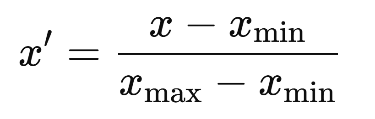 x′ = (x − x_min) / (x_max − x_min)